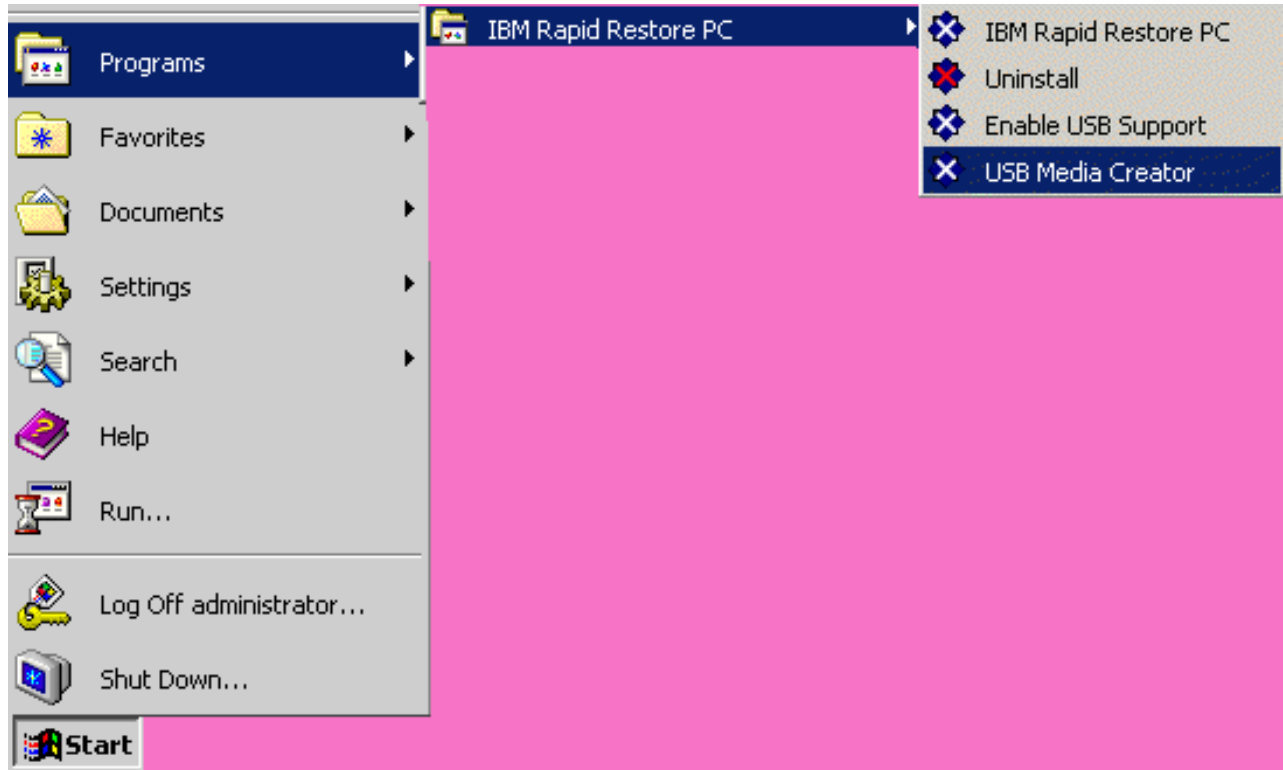 Programs
Favorites
Documents
Settings
Search
Help
Run...
Log Off administrator...
Shut Down...
Start
IBM Rapid Restore PC
IBM Rapid Restore PC
Uninstall
Enable USB Support
USB Media Creator